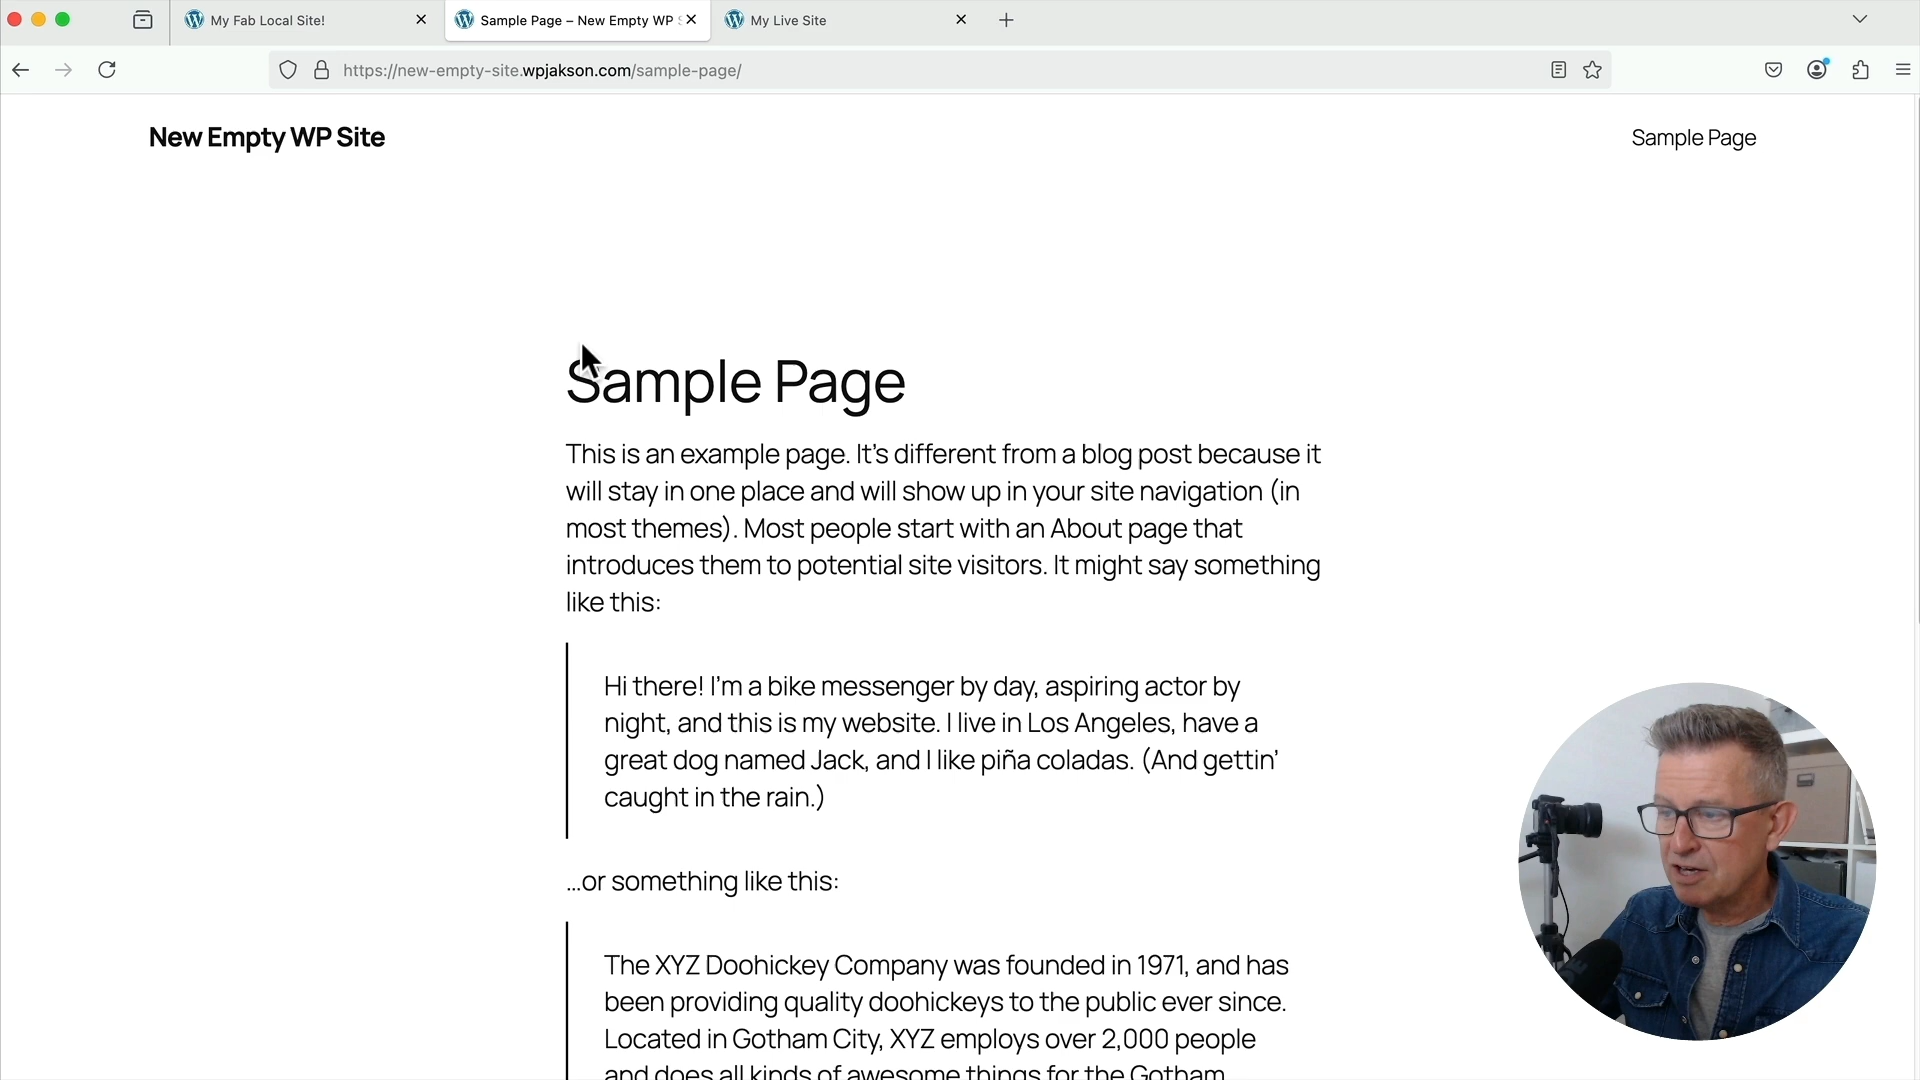 My Fab Local Site!
Sample Page – New Empty WP S
My Live Site
https://new-empty-site.wpjakson.com/sample-page/
New Empty WP Site
Sample Page
Sample Page
This is an example page. It’s different from a blog post because it
will stay in one place and will show up in your site navigation (in
most themes). Most people start with an About page that
introduces them to potential site visitors. It might say something
like this:
Hi there! I’m a bike messenger by day, aspiring actor by
night, and this is my website. I live in Los Angeles, have a
great dog named Jack, and I like piña coladas. (And gettin’
caught in the rain.)
…or something like this:
The XYZ Doohickey Company was founded in 1971, and has
been providing quality doohickeys to the public ever since.
Located in Gotham City, XYZ employs over 2,000 people
and does all kinds of awesome things for the Gotham